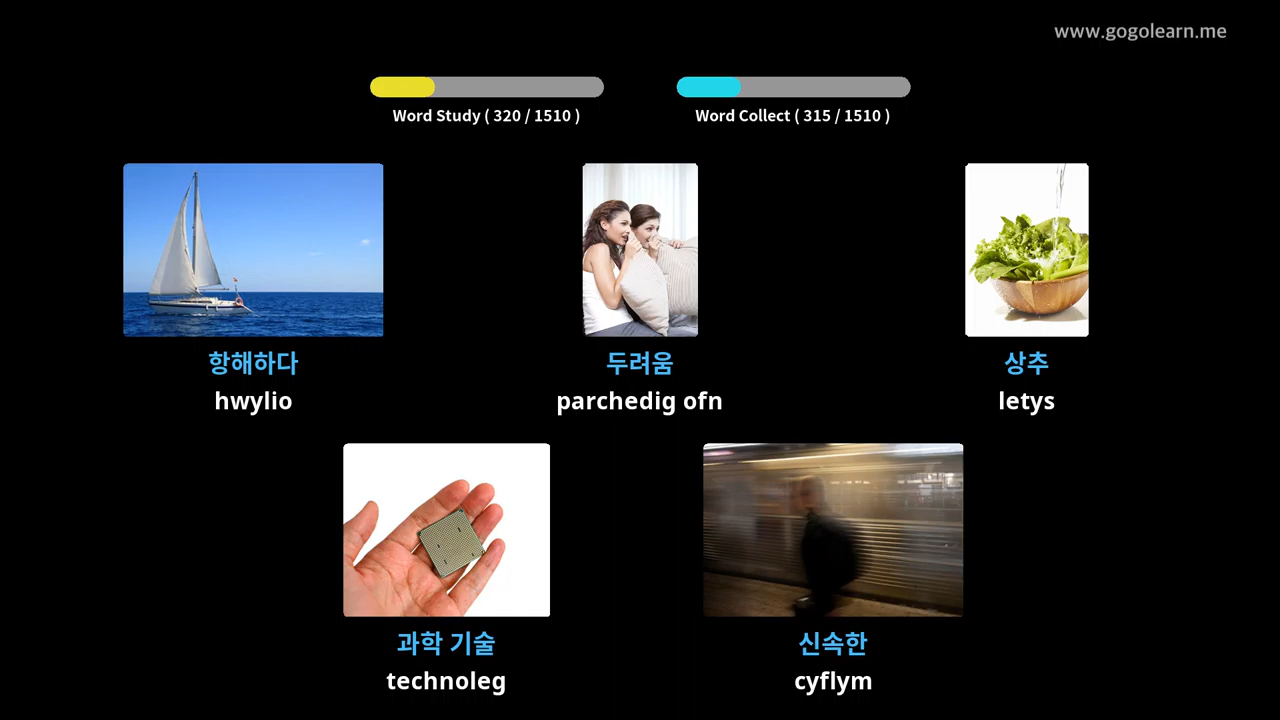 www.gogolearn.me
Word Study ( 320 / 1510 )
Word Collect ( 315 / 1510 )
항해하다
hwylio
두려움
parchedig ofn
상추
letys
과학 기술
technoleg
신속한
cyflym